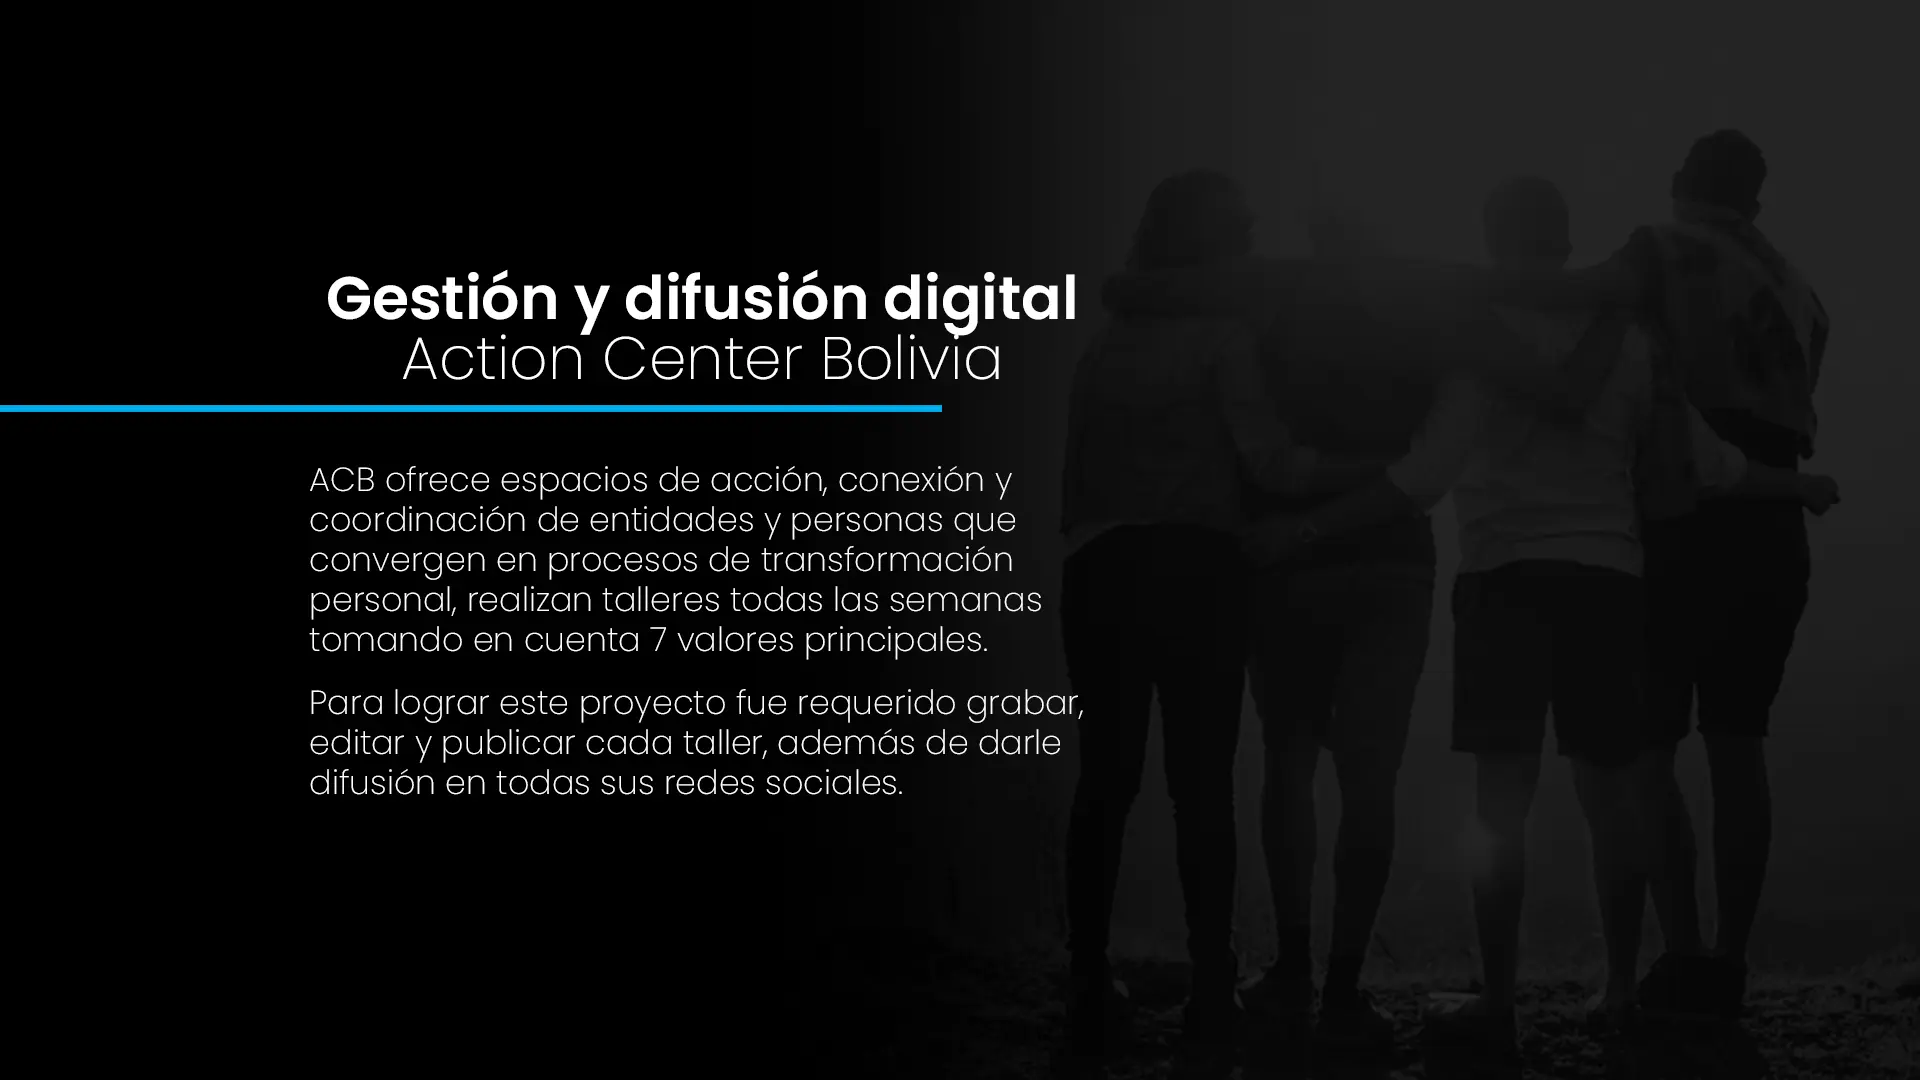 Gestión y difusión digital
Action Center Bolivia
ACB ofrece espacios de acción, conexión y
coordinación de entidades y personas que
convergen en procesos de transformación
personal, realizan talleres todas las semanas
tomando en cuenta 7 valores principales.
Para lograr este proyecto fue requerido grabar,
editar y publicar cada taller, además de darle
difusión en todas sus redes sociales.